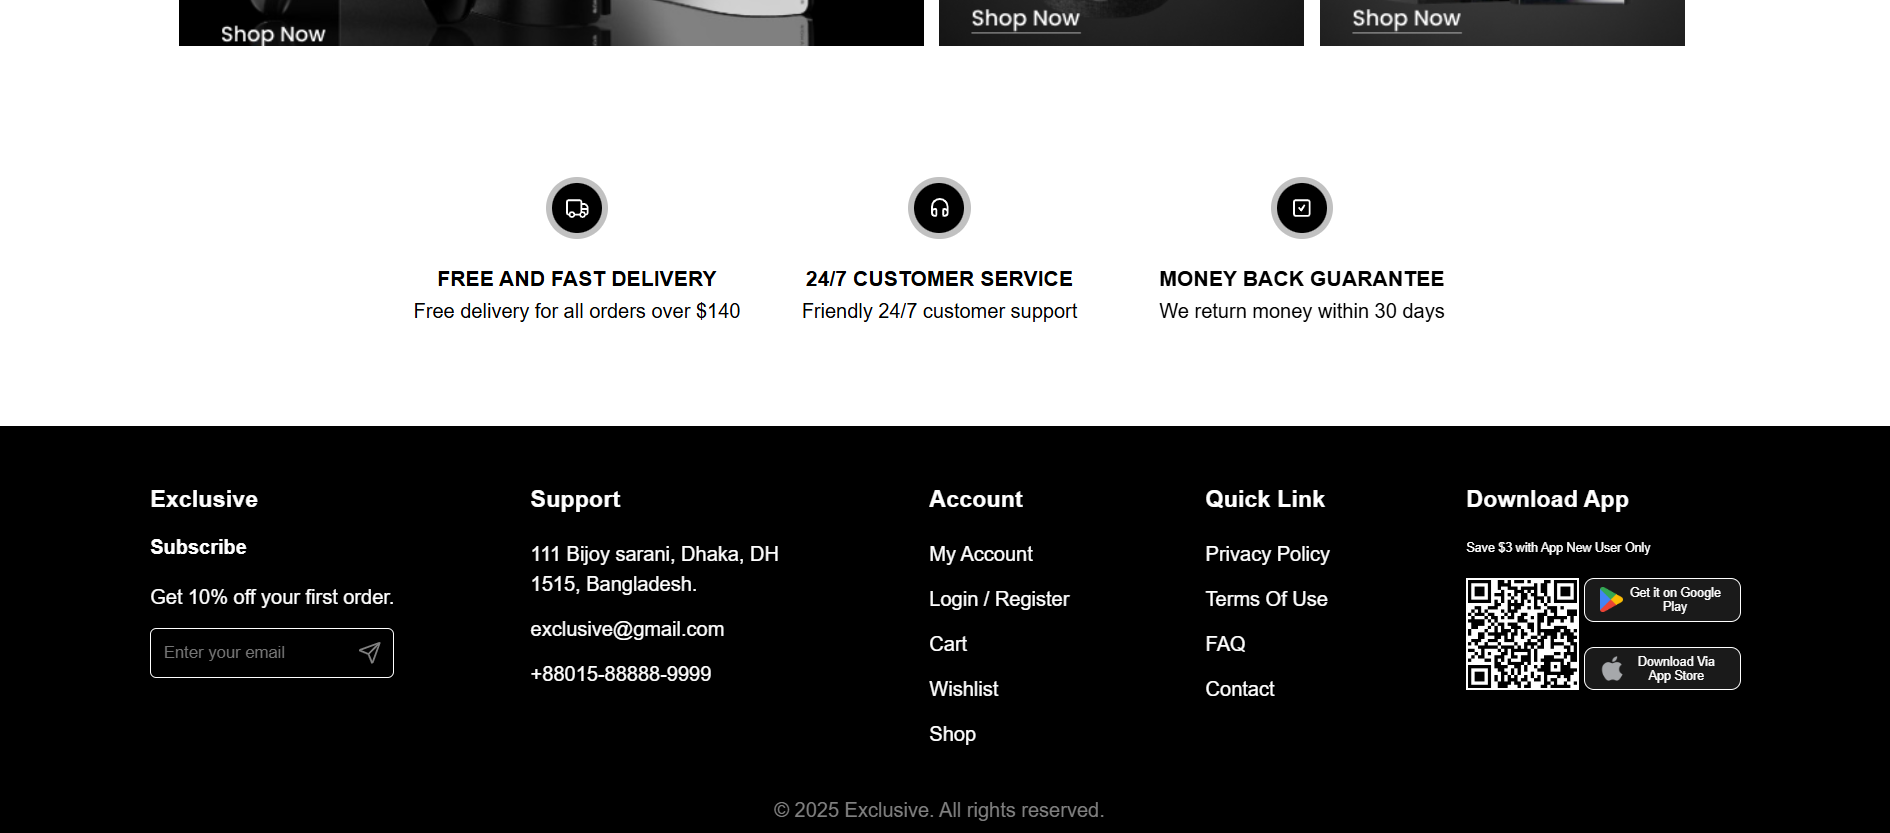 Shop Now
Shop Now
Shop Now
FREE AND FAST DELIVERY
Free delivery for all orders over $140
24/7 CUSTOMER SERVICE
Friendly 24/7 customer support
MONEY BACK GUARANTEE
We return money within 30 days
Exclusive
Subscribe
Get 10% off your first order.
Enter your email
Support
111 Bijoy sarani, Dhaka, DH
1515, Bangladesh.
exclusive@gmail.com
+88015-88888-9999
Account
My Account
Login / Register
Cart
Wishlist
Shop
Quick Link
Privacy Policy
Terms Of Use
FAQ
Contact
Download App
Save $3 with App New User Only
Get it on Google
Play
Download Via
App Store
© 2025 Exclusive. All rights reserved.